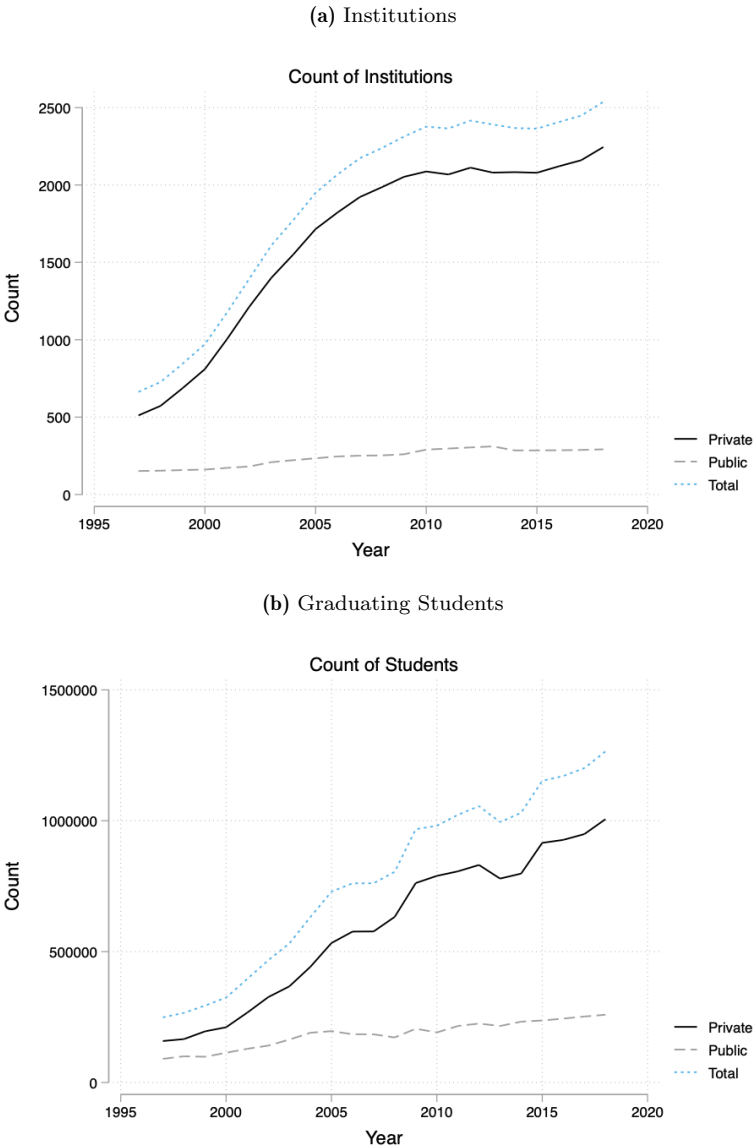 (a) Institutions
Count of Institutions
2500
2000
1500
1000
500
0
Count
1995 2000 2005 2010 2015 2020
Year
Private
Public
Total
(b) Graduating Students
Count of Students
1500000
1000000
500000
0
Count
1995 2000 2005 2010 2015 2020
Year
Private
Public
Total